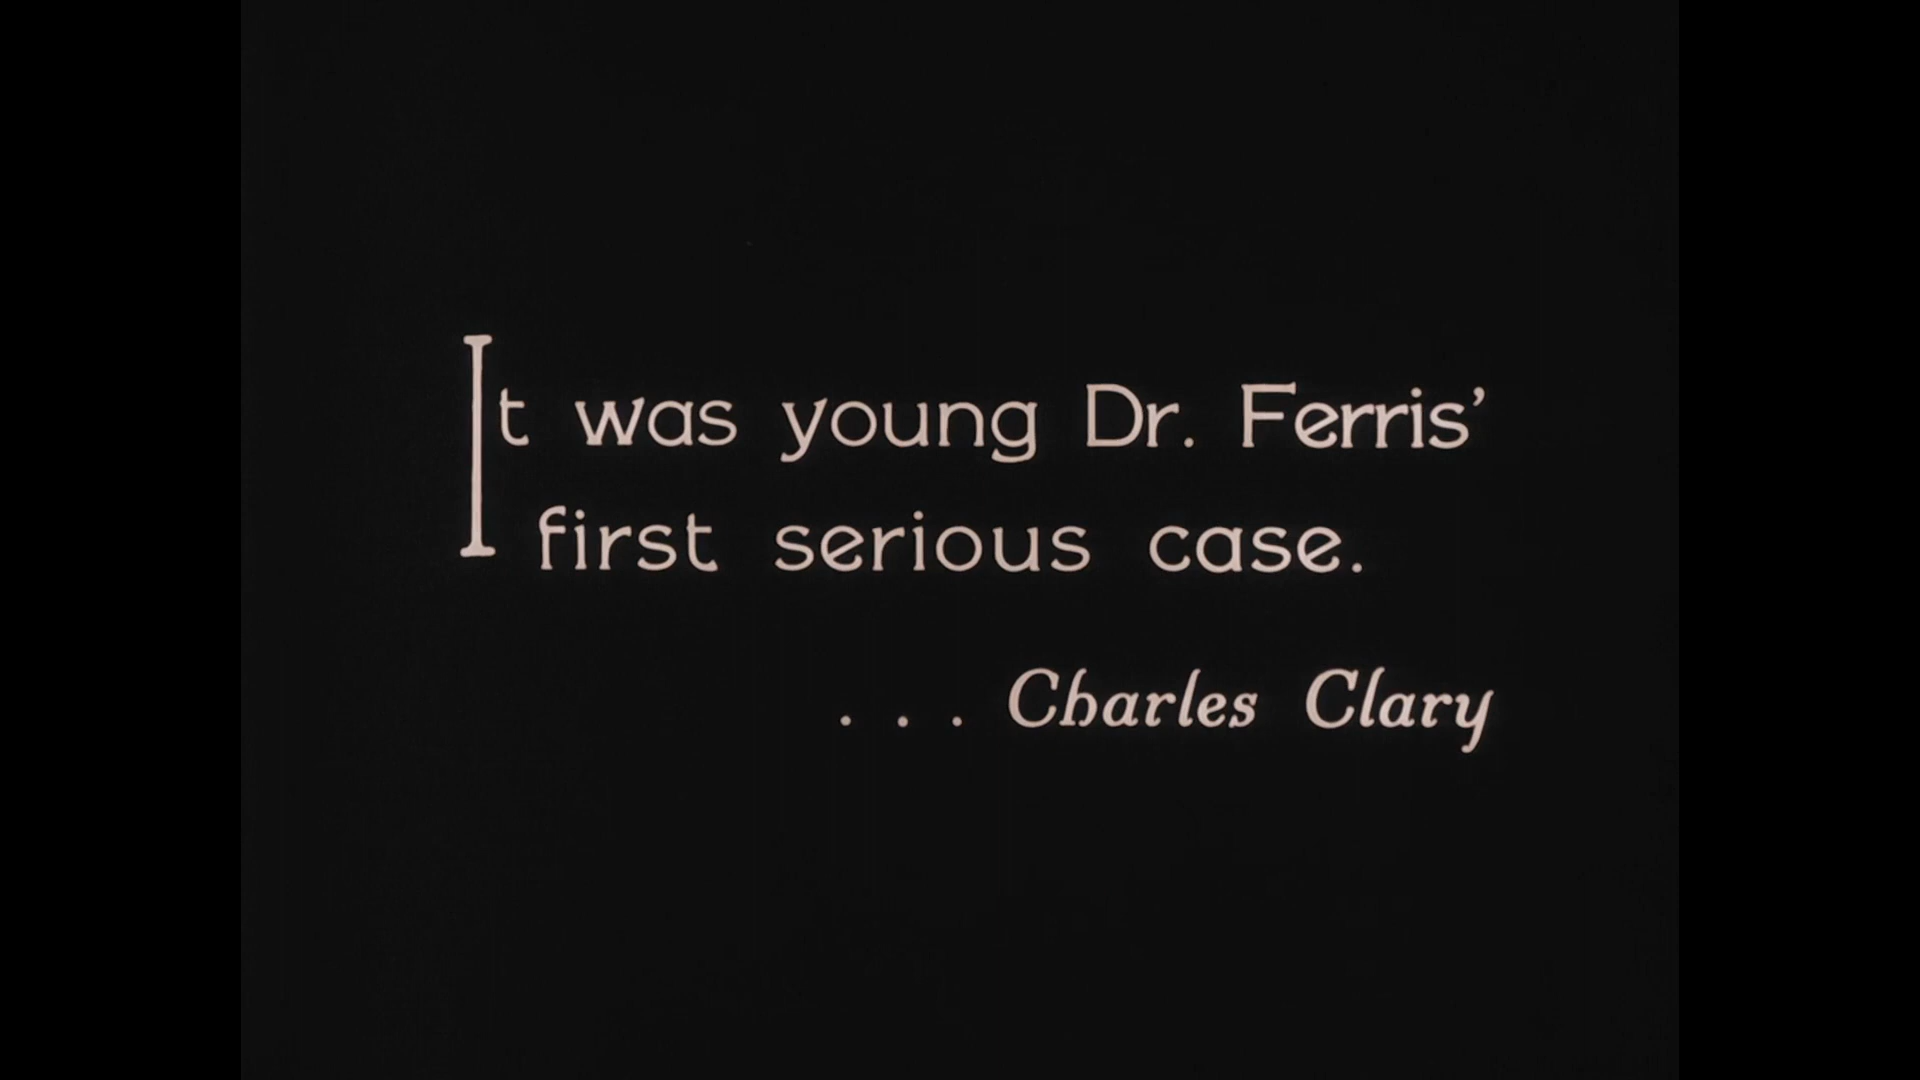 It was young Dr. Ferris’
first serious case.
. . . Charles Clary